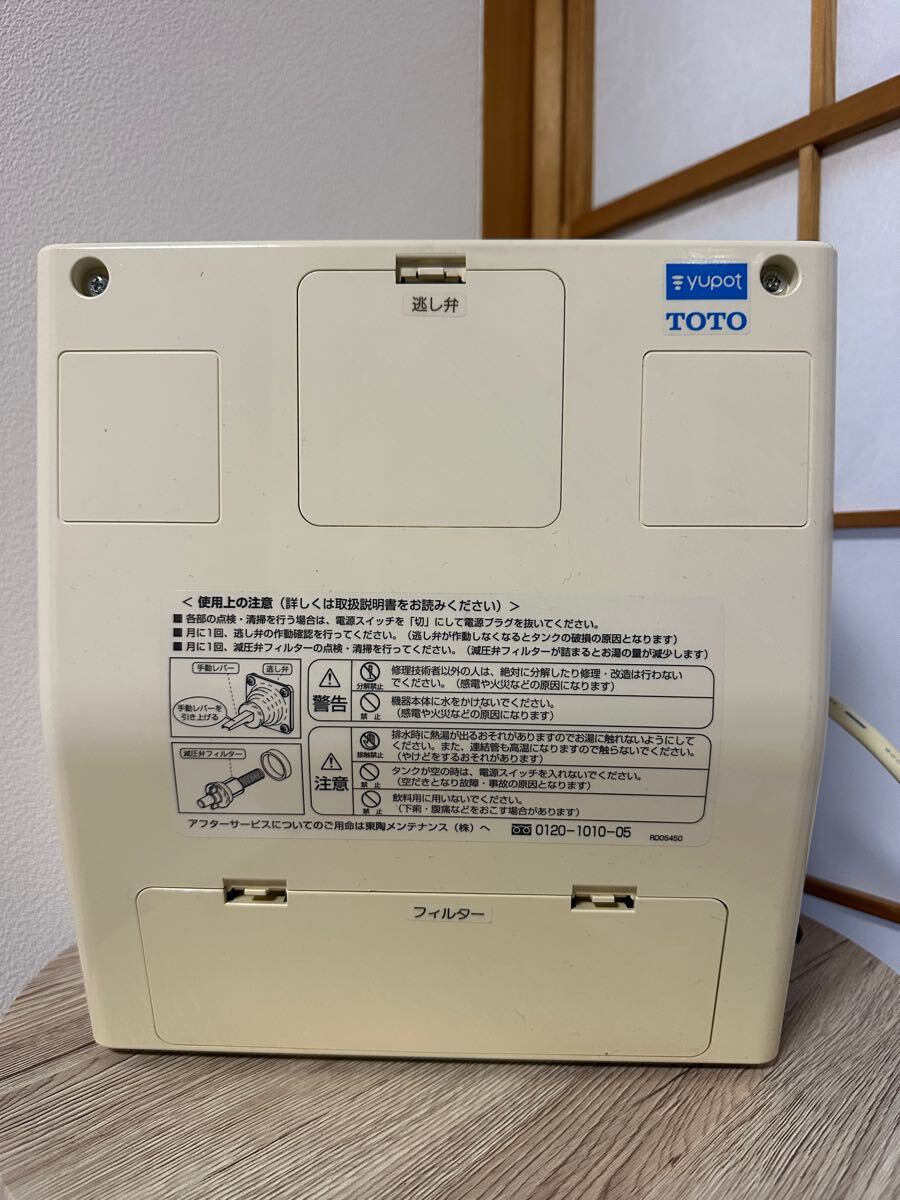 逃し弁
yupot
TOTO
＜ 使用上の注意（詳しくは取扱説明書をお読みください）＞
■ 各部の点検・清掃を行う場合は、電源スイッチを「切」にして電源プラグを抜いてください。
■ 月に1回、逃し弁の作動確認を行ってください。（逃し弁が作動しなくなるとタンクの破損の原因となります）
■ 月に1回、減圧弁フィルターの点検・清掃を行ってください。（減圧弁フィルターが詰まるとお湯の量が減少します）
手動レバー
逃し弁
手動レバーを
引き上げる
減圧弁フィルター
警告
分解禁止
修理技術者以外の人は、絶対に分解したり修理・改造は行わない
でください。（感電や火災などの原因になります）
禁止
機器本体に水をかけないでください。
（感電や火災などの原因になります）
注意
接触禁止
排水時に熱湯が出るおそれがありますのでお湯に触れないようにして
ください。また、連結管も高温になりますので触らないでください。
（やけどをするおそれがあります）
禁止
タンクが空の時は、電源スイッチを入れないでください。
（空だきとなり故障・事故の原因となります）
禁止
飲料用に用いないでください。
（下痢・腹痛などをおこす場合があります）
アフターサービスについてのご用命は東陶メンテナンス（株）へ 0120-1010-05
RD05450
フィルター